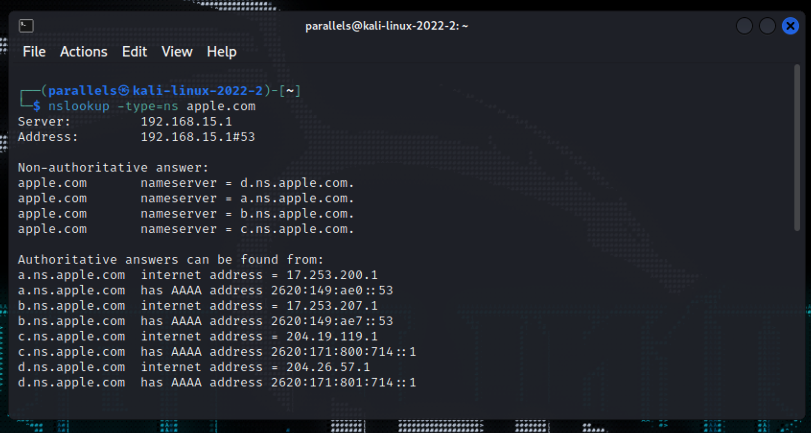 parallels@kali-linux-2022-2: ~
File Actions Edit View Help
┌──(parallels㉿kali-linux-2022-2)-[~]
└─$ nslookup -type=ns apple.com
Server:         192.168.15.1
Address:        192.168.15.1#53

Non-authoritative answer:
apple.com       nameserver = d.ns.apple.com.
apple.com       nameserver = a.ns.apple.com.
apple.com       nameserver = b.ns.apple.com.
apple.com       nameserver = c.ns.apple.com.

Authoritative answers can be found from:
a.ns.apple.com  internet address = 17.253.200.1
a.ns.apple.com  has AAAA address 2620:149:ae0::53
b.ns.apple.com  internet address = 17.253.207.1
b.ns.apple.com  has AAAA address 2620:149:ae7::53
c.ns.apple.com  internet address = 204.19.119.1
c.ns.apple.com  has AAAA address 2620:171:800:714::1
d.ns.apple.com  internet address = 204.26.57.1
d.ns.apple.com  has AAAA address 2620:171:801:714::1